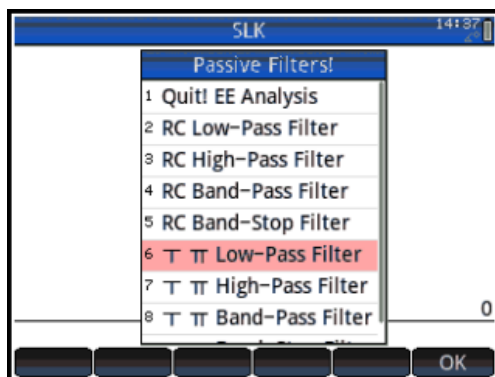 SLK
14:37
Passive Filters!
1 Quit! EE Analysis
2 RC Low-Pass Filter
3 RC High-Pass Filter
4 RC Band-Pass Filter
5 RC Band-Stop Filter
6 T π Low-Pass Filter
7 T π High-Pass Filter
8 T π Band-Pass Filter
0
OK